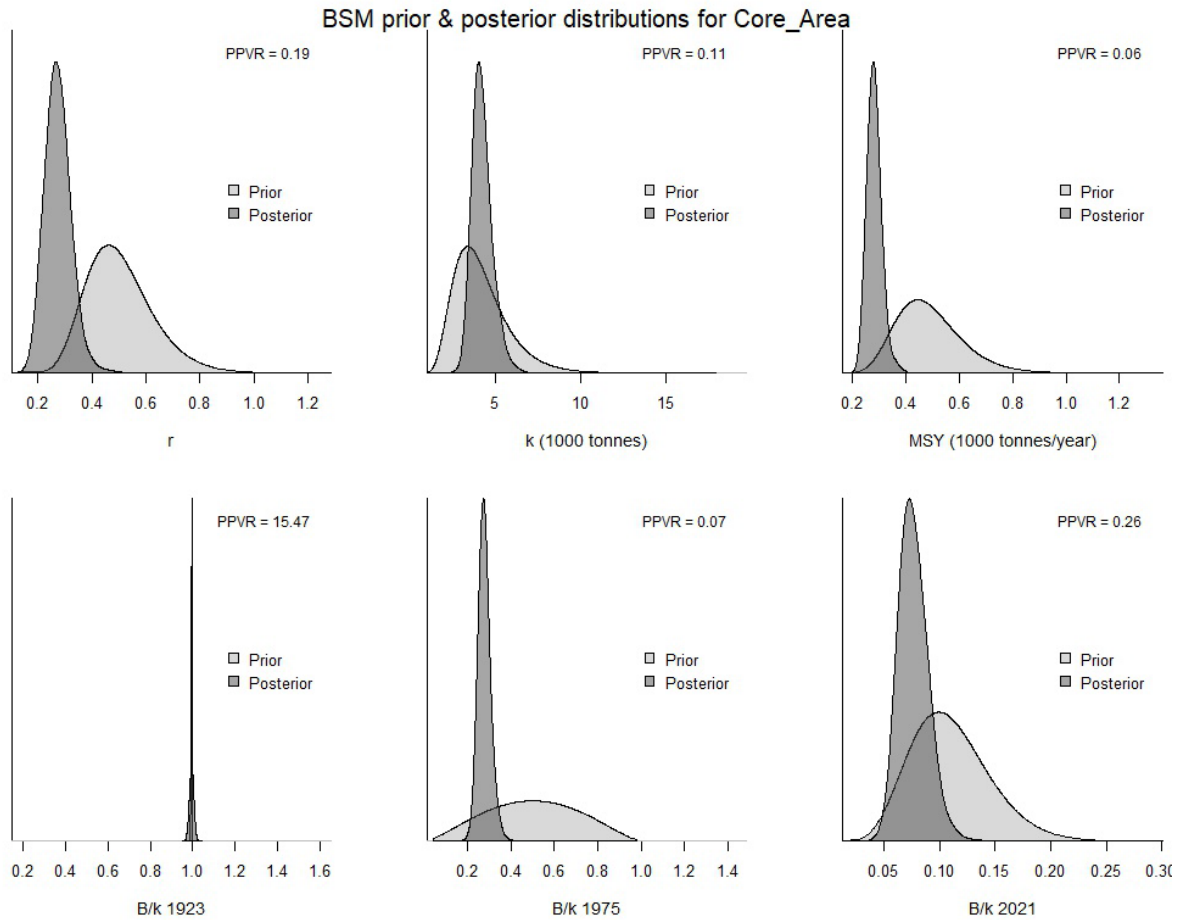 BSM prior & posterior distributions for Core_Area
PPVR = 0.19
Prior
Posterior
0.2 0.4 0.6 0.8 1.0 1.2
r
PPVR = 0.11
Prior
Posterior
5 10 15
k (1000 tonnes)
PPVR = 0.06
Prior
Posterior
0.2 0.4 0.6 0.8 1.0 1.2
MSY (1000 tonnes/year)
PPVR = 15.47
Prior
Posterior
0.2 0.4 0.6 0.8 1.0 1.2 1.4 1.6
B/k 1923
PPVR = 0.07
Prior
Posterior
0.2 0.4 0.6 0.8 1.0 1.2 1.4
B/k 1975
PPVR = 0.26
Prior
Posterior
0.05 0.10 0.15 0.20 0.25 0.30
B/k 2021